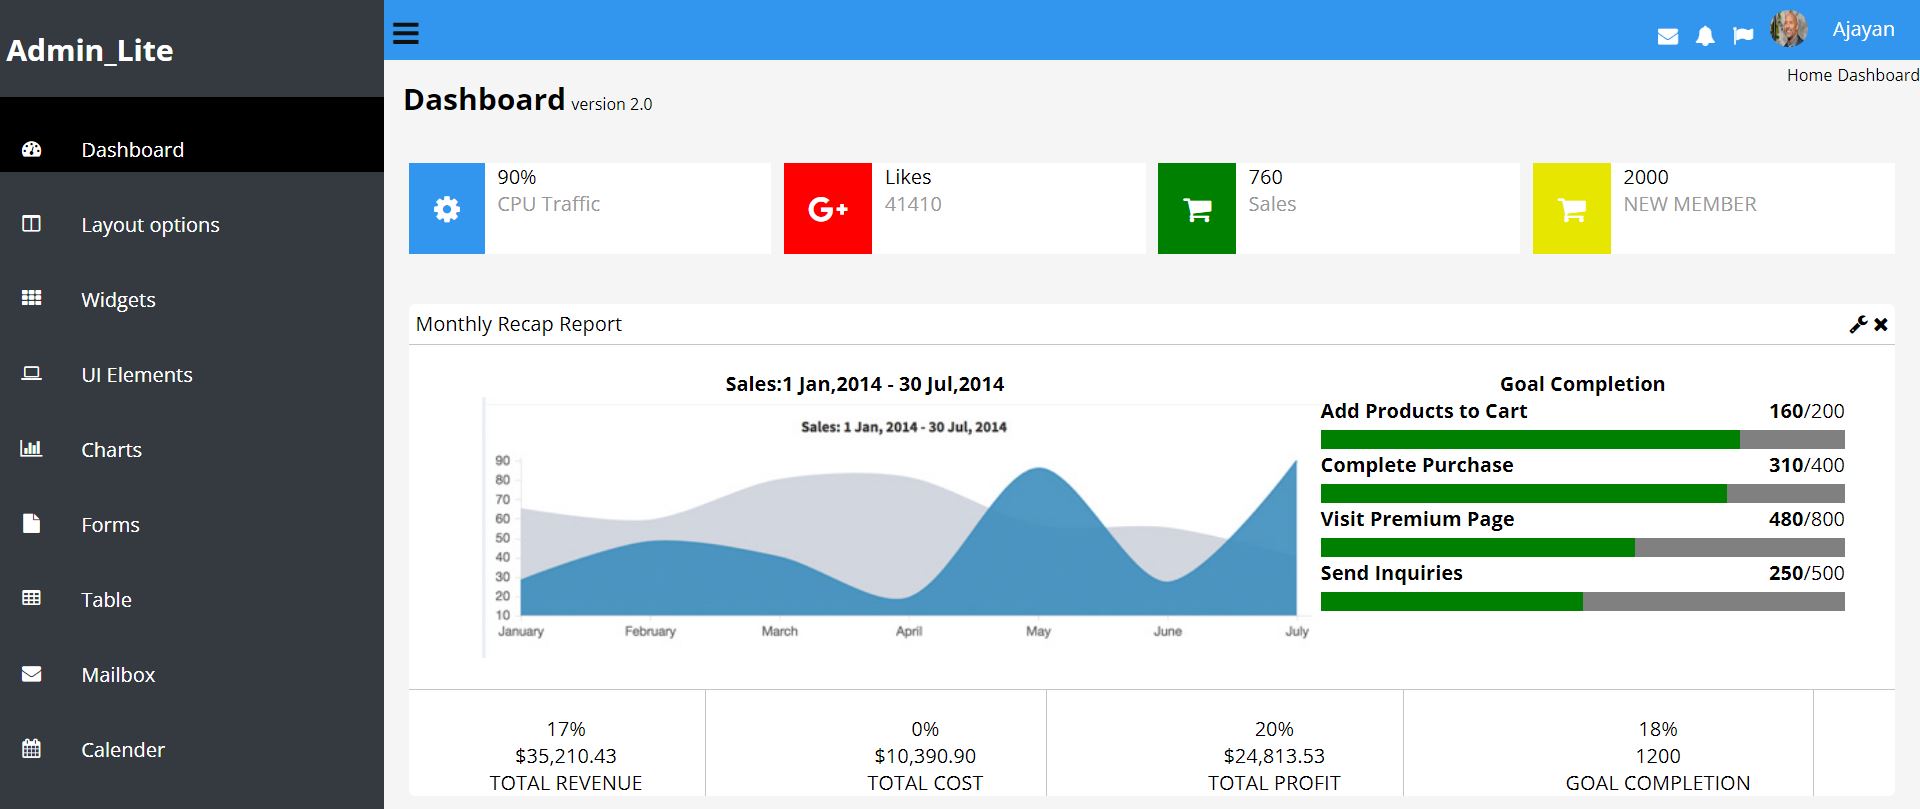 Admin_Lite
Dashboard
Layout options
Widgets
UI Elements
Charts
Forms
Table
Mailbox
Calender
Ajayan
Home Dashboard
Dashboard version 2.0
90%
CPU Traffic
G+
Likes
41410
760
Sales
2000
NEW MEMBER
Monthly Recap Report
Sales:1 Jan,2014 - 30 Jul,2014
Sales: 1 Jan, 2014 - 30 Jul, 2014
90
80
70
60
50
40
30
20
10
January February March April May June July
Goal Completion
Add Products to Cart 160/200
Complete Purchase 310/400
Visit Premium Page 480/800
Send Inquiries 250/500
17%
$35,210.43
TOTAL REVENUE
0%
$10,390.90
TOTAL COST
20%
$24,813.53
TOTAL PROFIT
18%
1200
GOAL COMPLETION